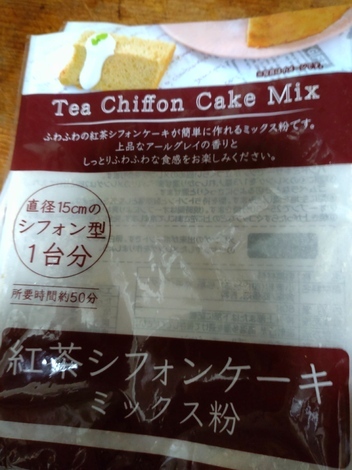 Tea Chiffon Cake Mix
ふわふわの紅茶シフォンケーキが簡単に作れるミックス粉です。
上品なアールグレイの香りと
しっとりふわふわな食感をお楽しみください。
直径15cmの
シフォン型
1台分
所要時間約50分
紅茶シフォンケーキ
ミックス粉